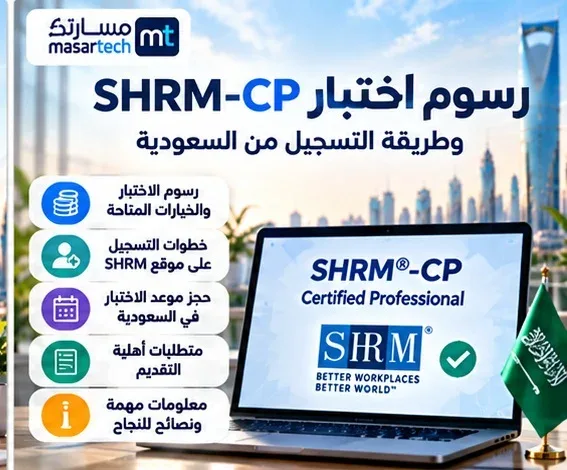 مسارتك
masartech
mt
رسوم اختبار SHRM-CP
وطريقة التسجيل من السعودية
رسوم الاختبار
والخيارات المتاحة
خطوات التسجيل
على موقع SHRM
حجز موعد الاختبار
في السعودية
متطلبات أهلية
التقديم
معلومات مهمة
ونصائح للنجاح
SHRM®-CP
Certified Professional
SHRM®
BETTER WORKPLACES
BETTER WORLD™